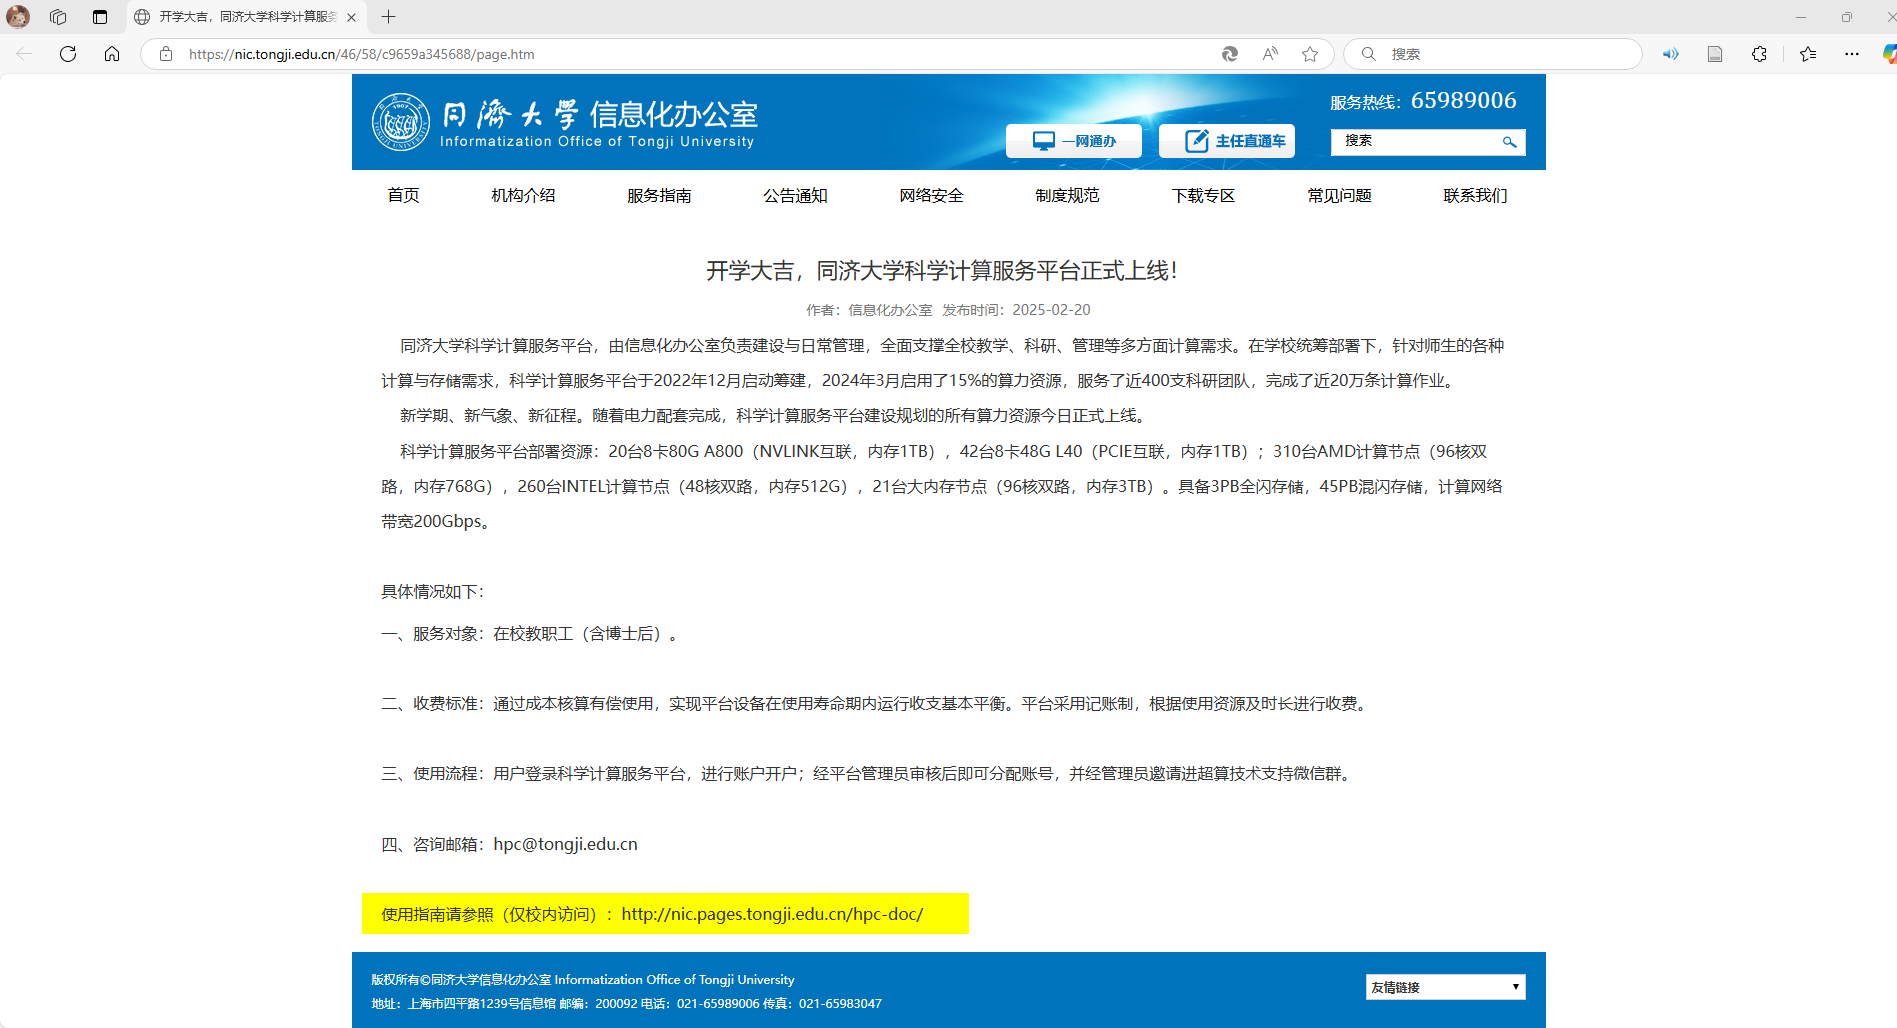 开学大吉，同济大学科学计算服务
https://nic.tongji.edu.cn/46/58/c9659a345688/page.htm
搜索
同濟大学 信息化办公室
Informatization Office of Tongji University
一网通办
主任直通车
服务热线：65989006
搜索
首页 机构介绍 服务指南 公告通知 网络安全 制度规范 下载专区 常见问题 联系我们
开学大吉，同济大学科学计算服务平台正式上线！
作者：信息化办公室 发布时间：2025-02-20
同济大学科学计算服务平台，由信息化办公室负责建设与日常管理，全面支撑全校教学、科研、管理等多方面计算需求。在学校统筹部署下，针对师生的各种
计算与存储需求，科学计算服务平台于2022年12月启动筹建，2024年3月启用了15%的算力资源，服务了近400支科研团队，完成了近20万条计算作业。
新学期、新气象、新征程。随着电力配套完成，科学计算服务平台建设规划的所有算力资源今日正式上线。
科学计算服务平台部署资源：20台8卡80G A800（NVLINK互联，内存1TB），42台8卡48G L40（PCIE互联，内存1TB）；310台AMD计算节点（96核双
路，内存768G），260台INTEL计算节点（48核双路，内存512G），21台大内存节点（96核双路，内存3TB）。具备3PB全闪存储，45PB混闪存储，计算网络
带宽200Gbps。
具体情况如下：
一、服务对象：在校教职工（含博士后）。
二、收费标准：通过成本核算有偿使用，实现平台设备在使用寿命期内运行收支基本平衡。平台采用记账制，根据使用资源及时长进行收费。
三、使用流程：用户登录科学计算服务平台，进行账户开户；经平台管理员审核后即可分配账号，并经管理员邀请进超算技术支持微信群。
四、咨询邮箱：hpc@tongji.edu.cn
使用指南请参照（仅校内访问）：http://nic.pages.tongji.edu.cn/hpc-doc/
版权所有©同济大学信息化办公室 Informatization Office of Tongji University
地址：上海市四平路1239号信息馆 邮编：200092 电话：021-65989006 传真：021-65983047
友情链接